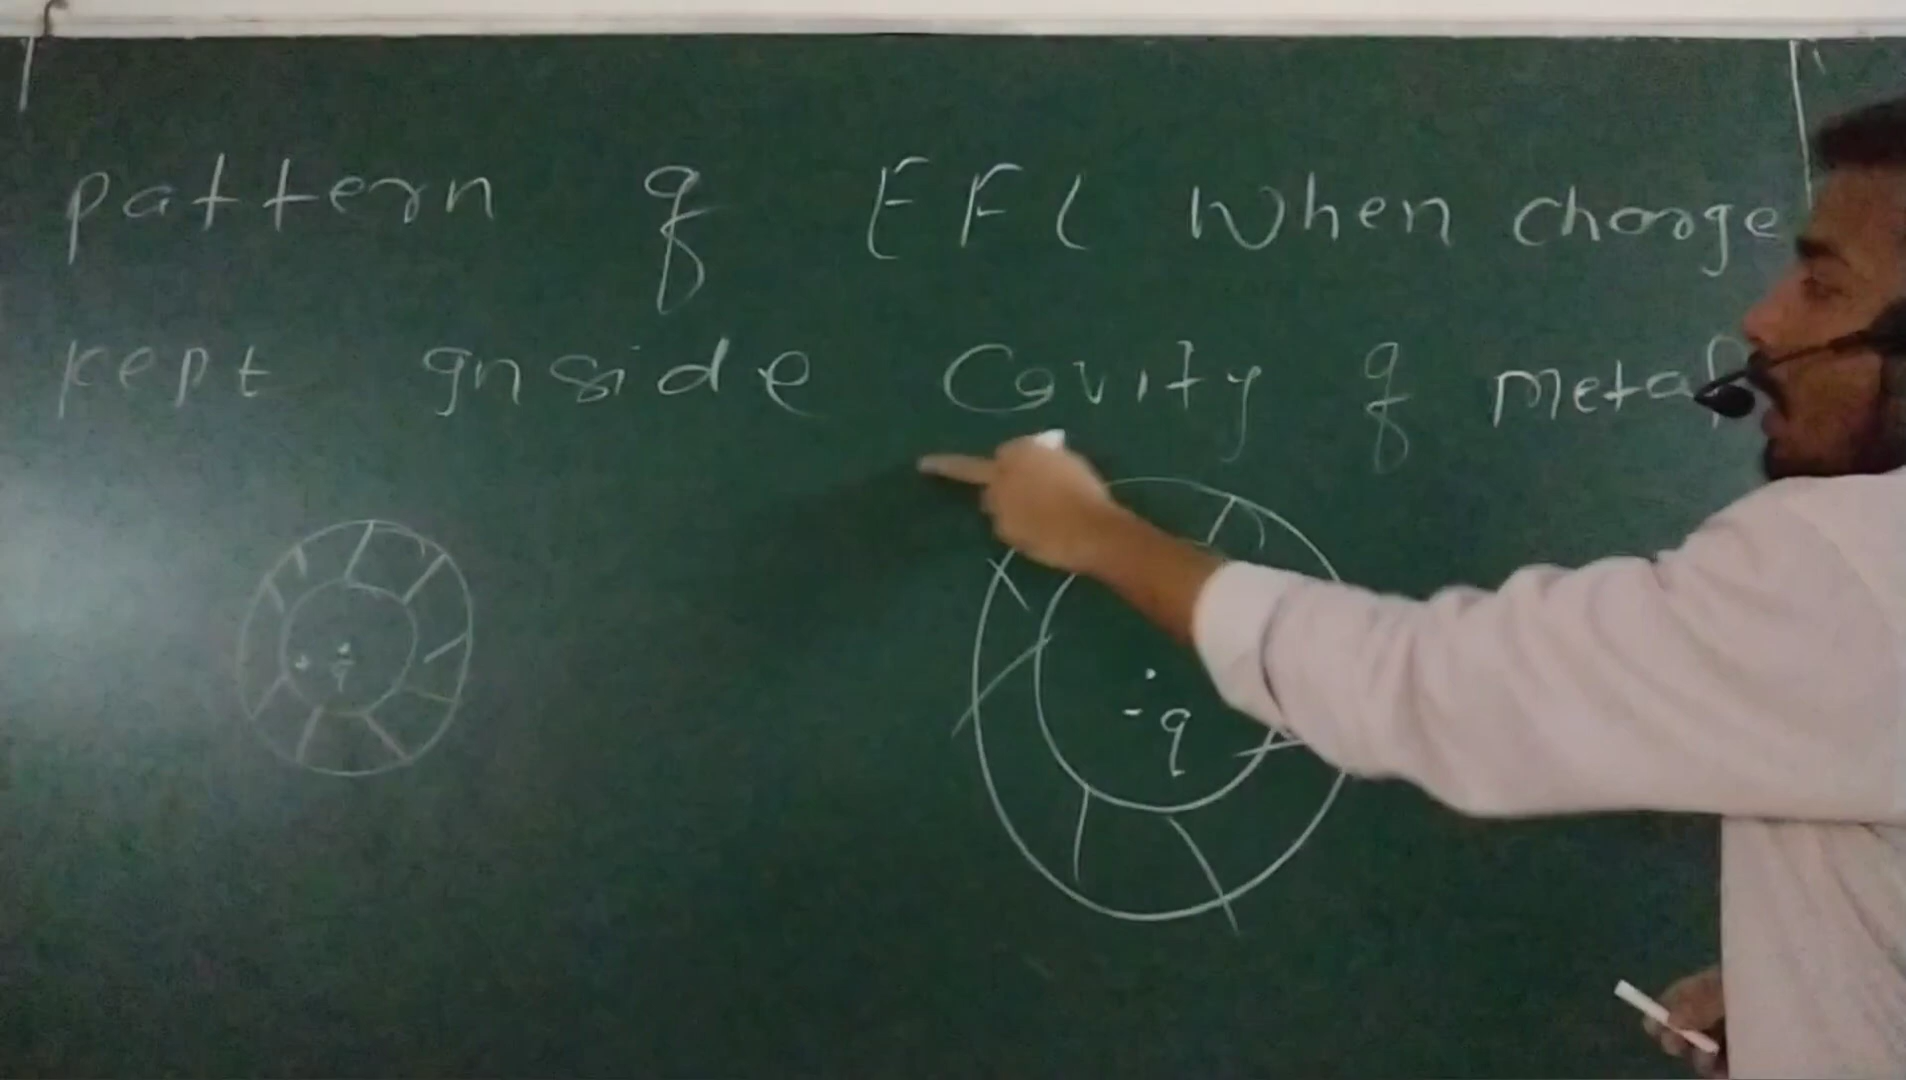 pattern of EFL When charge
kept inside Cavity of metal
q
- q